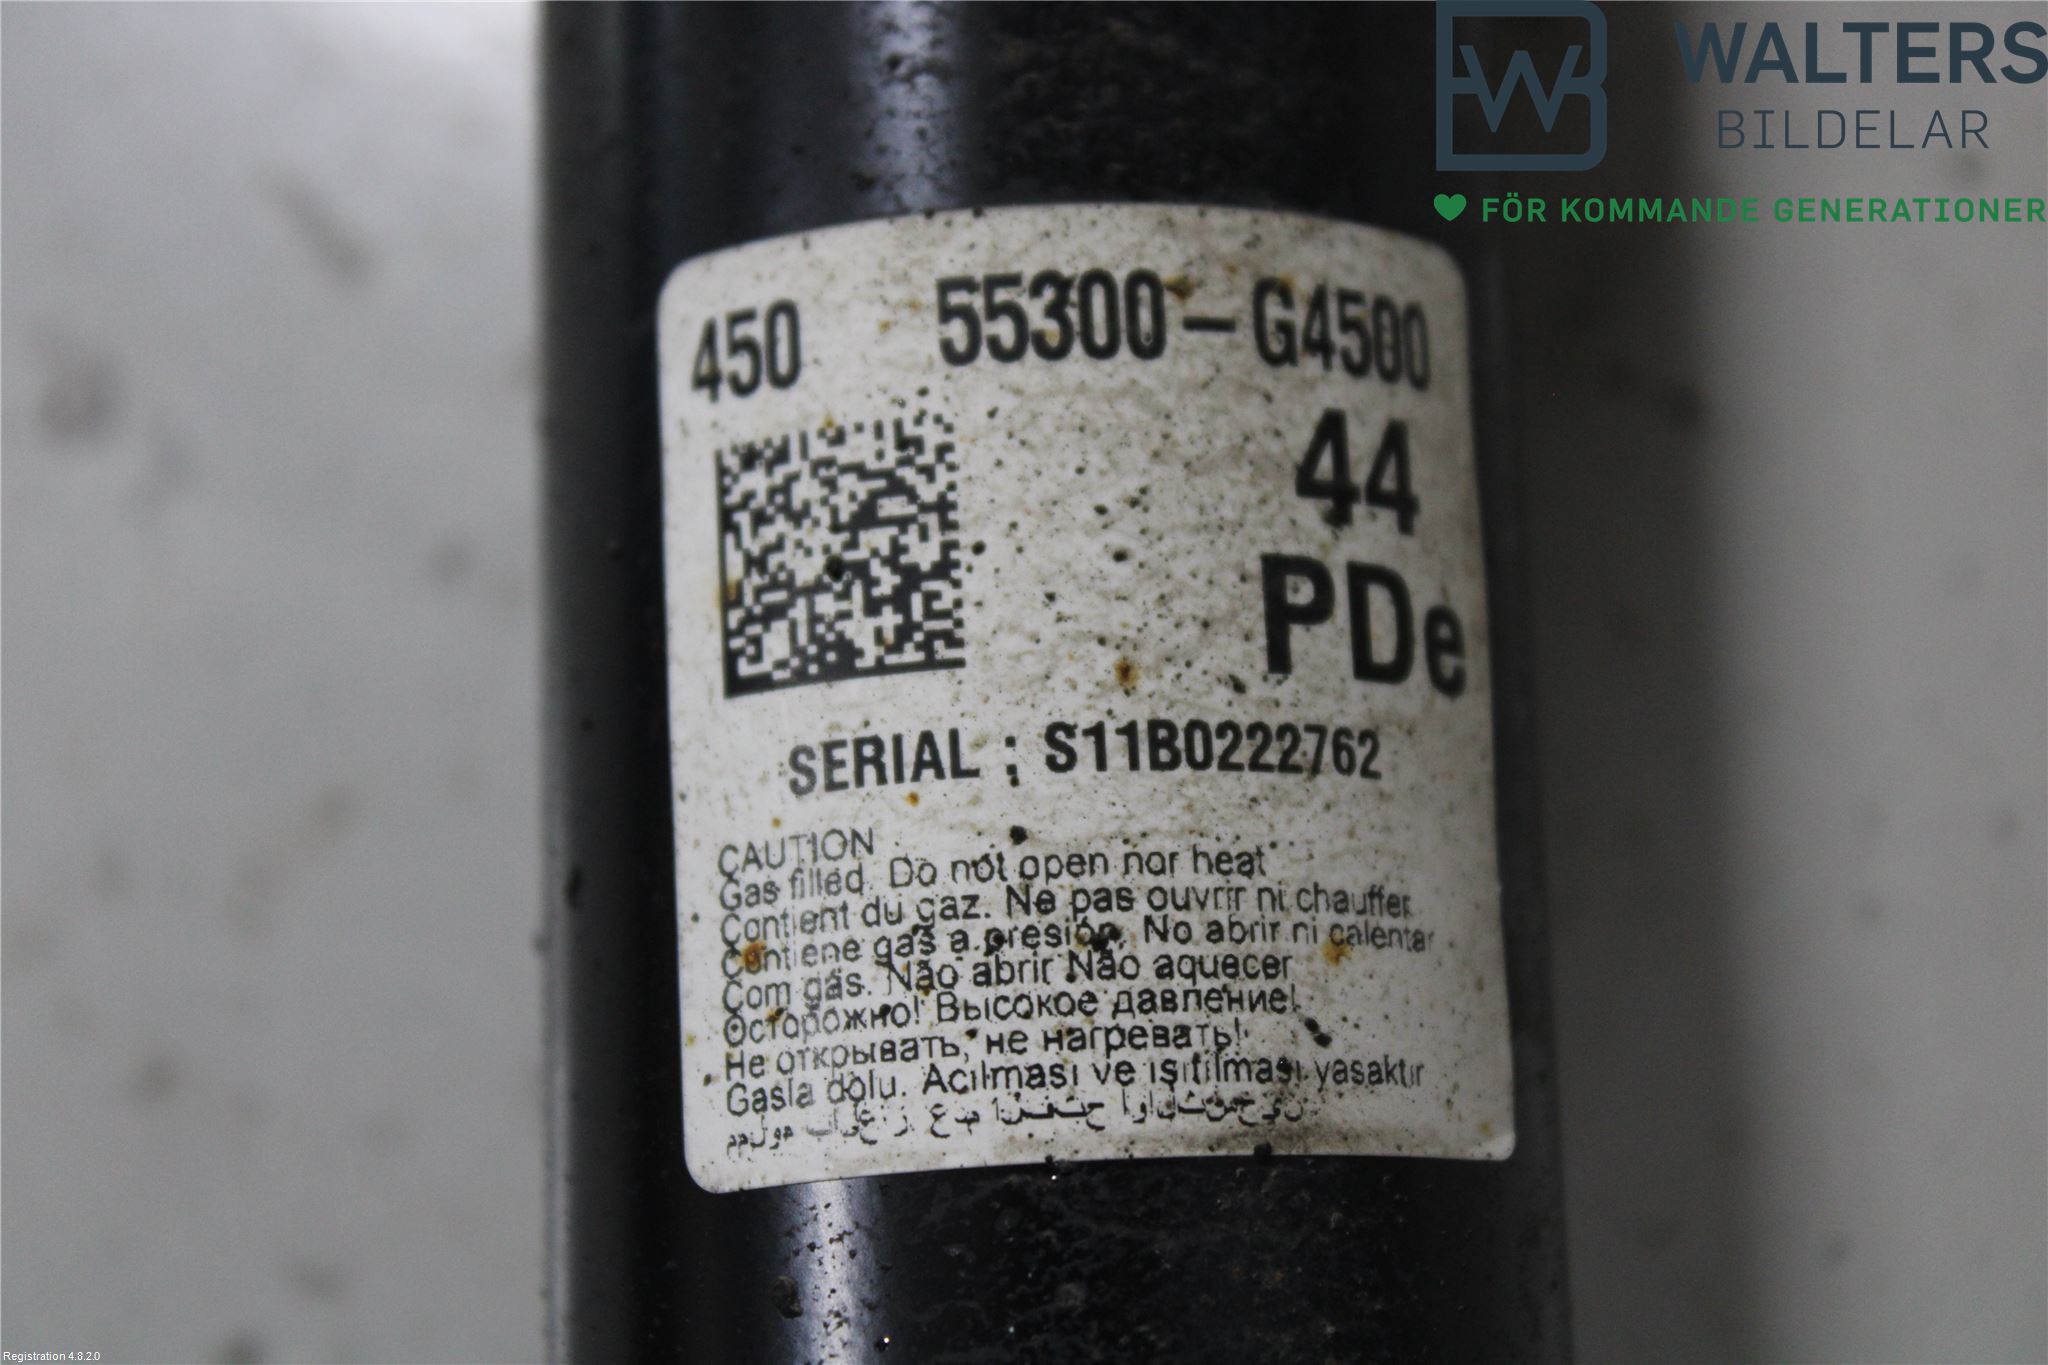 WALTERS
BILDELAR
FÖR KOMMANDE GENERATIONER
450 55300-G4500
44
PDe
SERIAL ; S11B0222762
CAUTION
Gas filled. Do not open nor heat
Contient du gaz. Ne pas ouvrir ni chauffer
Contiene gas a presión. No abrir ni calentar
Com gás. Não abrir Não aquecer
Осторожно! Высокое давление!
Не открывать, не нагревать!
Gasla dolu. Acılması ve ısıtılması yasaktır
Registration 4.8.2.0